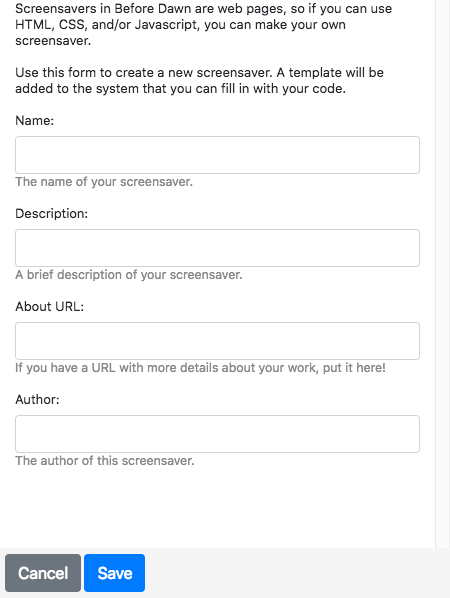 Screensavers in Before Dawn are web pages, so if you can use
HTML, CSS, and/or Javascript, you can make your own
screensaver.
Use this form to create a new screensaver. A template will be
added to the system that you can fill in with your code.
Name:
The name of your screensaver.
Description:
A brief description of your screensaver.
About URL:
If you have a URL with more details about your work, put it here!
Author:
The author of this screensaver.
Cancel Save